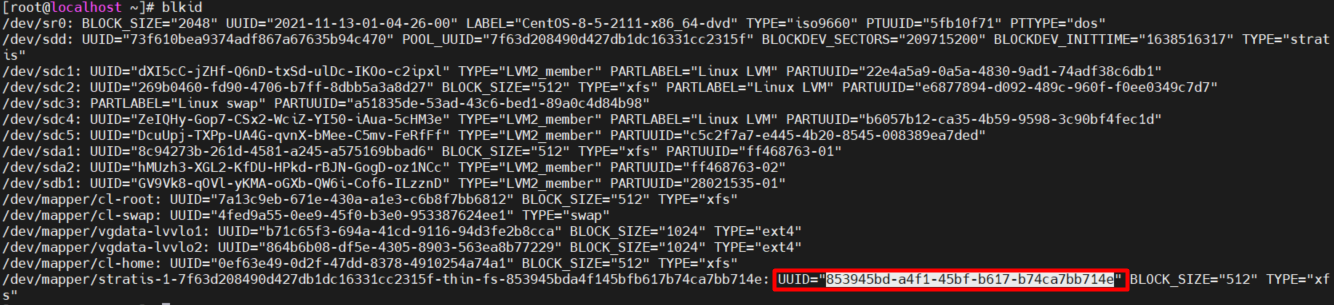 [root@localhost ~]# blkid
/dev/sr0: BLOCK_SIZE="2048" UUID="2021-11-13-01-04-26-00" LABEL="CentOS-8-5-2111-x86_64-dvd" TYPE="iso9660" PTUUID="5fb10f71" PTTYPE="dos"
/dev/sdd: UUID="73f610bea9374adf867a67635b94c470" POOL_UUID="7f63d208490d427db1dc16331cc2315f" BLOCKDEV_SECTORS="209715200" BLOCKDEV_INITTIME="1638516317" TYPE="strat
is"
/dev/sdc1: UUID="dXI5cC-jZHf-Q6nD-txSd-ulDc-IKOo-c2ipxl" TYPE="LVM2_member" PARTLABEL="Linux LVM" PARTUUID="22e4a5a9-0a5a-4830-9ad1-74adf38c6db1"
/dev/sdc2: UUID="269b0460-fd90-4706-b7ff-8dbb5a3a8d27" BLOCK_SIZE="512" TYPE="xfs" PARTLABEL="Linux LVM" PARTUUID="e6877894-d092-489c-960f-f0ee0349c7d7"
/dev/sdc3: PARTLABEL="Linux swap" PARTUUID="a51835de-53ad-43c6-bed1-89a0c4d84b98"
/dev/sdc4: UUID="ZeIQHy-Gop7-CSx2-WciZ-YI50-iAua-5cHM3e" TYPE="LVM2_member" PARTLABEL="Linux LVM" PARTUUID="b6057b12-ca35-4b59-9598-3c90bf4fec1d"
/dev/sdc5: UUID="DcuUpj-TXPp-UA4G-qvnX-bMee-C5mv-FeRfFf" TYPE="LVM2_member" PARTUUID="c5c2f7a7-e445-4b20-8545-008389ea7ded"
/dev/sda1: UUID="8c94273b-261d-4581-a245-a575169bbad6" BLOCK_SIZE="512" TYPE="xfs" PARTUUID="ff468763-01"
/dev/sda2: UUID="hMUzh3-XGL2-KfDU-HPkd-rBJN-GogD-oz1NCc" TYPE="LVM2_member" PARTUUID="ff468763-02"
/dev/sdb1: UUID="GV9Vk8-qOVl-yKMA-oGXb-QW6i-Cof6-ILzznD" TYPE="LVM2_member" PARTUUID="28021535-01"
/dev/mapper/cl-root: UUID="7a13c9eb-671e-430a-a1e3-c6b8f7bb6812" BLOCK_SIZE="512" TYPE="xfs"
/dev/mapper/cl-swap: UUID="4fed9a55-0ee9-45f0-b3e0-953387624ee1" TYPE="swap"
/dev/mapper/vgdata-lvvlo1: UUID="b71c65f3-694a-41cd-9116-94d3fe2b8cca" BLOCK_SIZE="1024" TYPE="ext4"
/dev/mapper/vgdata-lvvlo2: UUID="864b6b08-df5e-4305-8903-563ea8b77229" BLOCK_SIZE="1024" TYPE="ext4"
/dev/mapper/cl-home: UUID="0ef63e49-0d2f-47dd-8378-4910254a74a1" BLOCK_SIZE="512" TYPE="xfs"
/dev/mapper/stratis-1-7f63d208490d427db1dc16331cc2315f-thin-fs-853945bda4f145bfb617b74ca7bb714e: UUID="853945bd-a4f1-45bf-b617-b74ca7bb714e" BLOCK_SIZE="512" TYPE="xf
s"